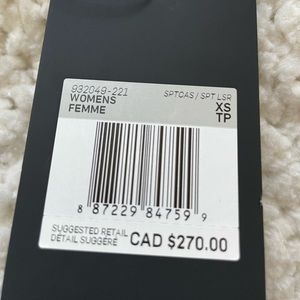 932049-221 SPTCAS / SPT LSR
WOMENS XS
FEMME TP
8 87229 84759 9
SUGGESTED RETAIL
DÉTAIL SUGGÉRÉ CAD $270.00